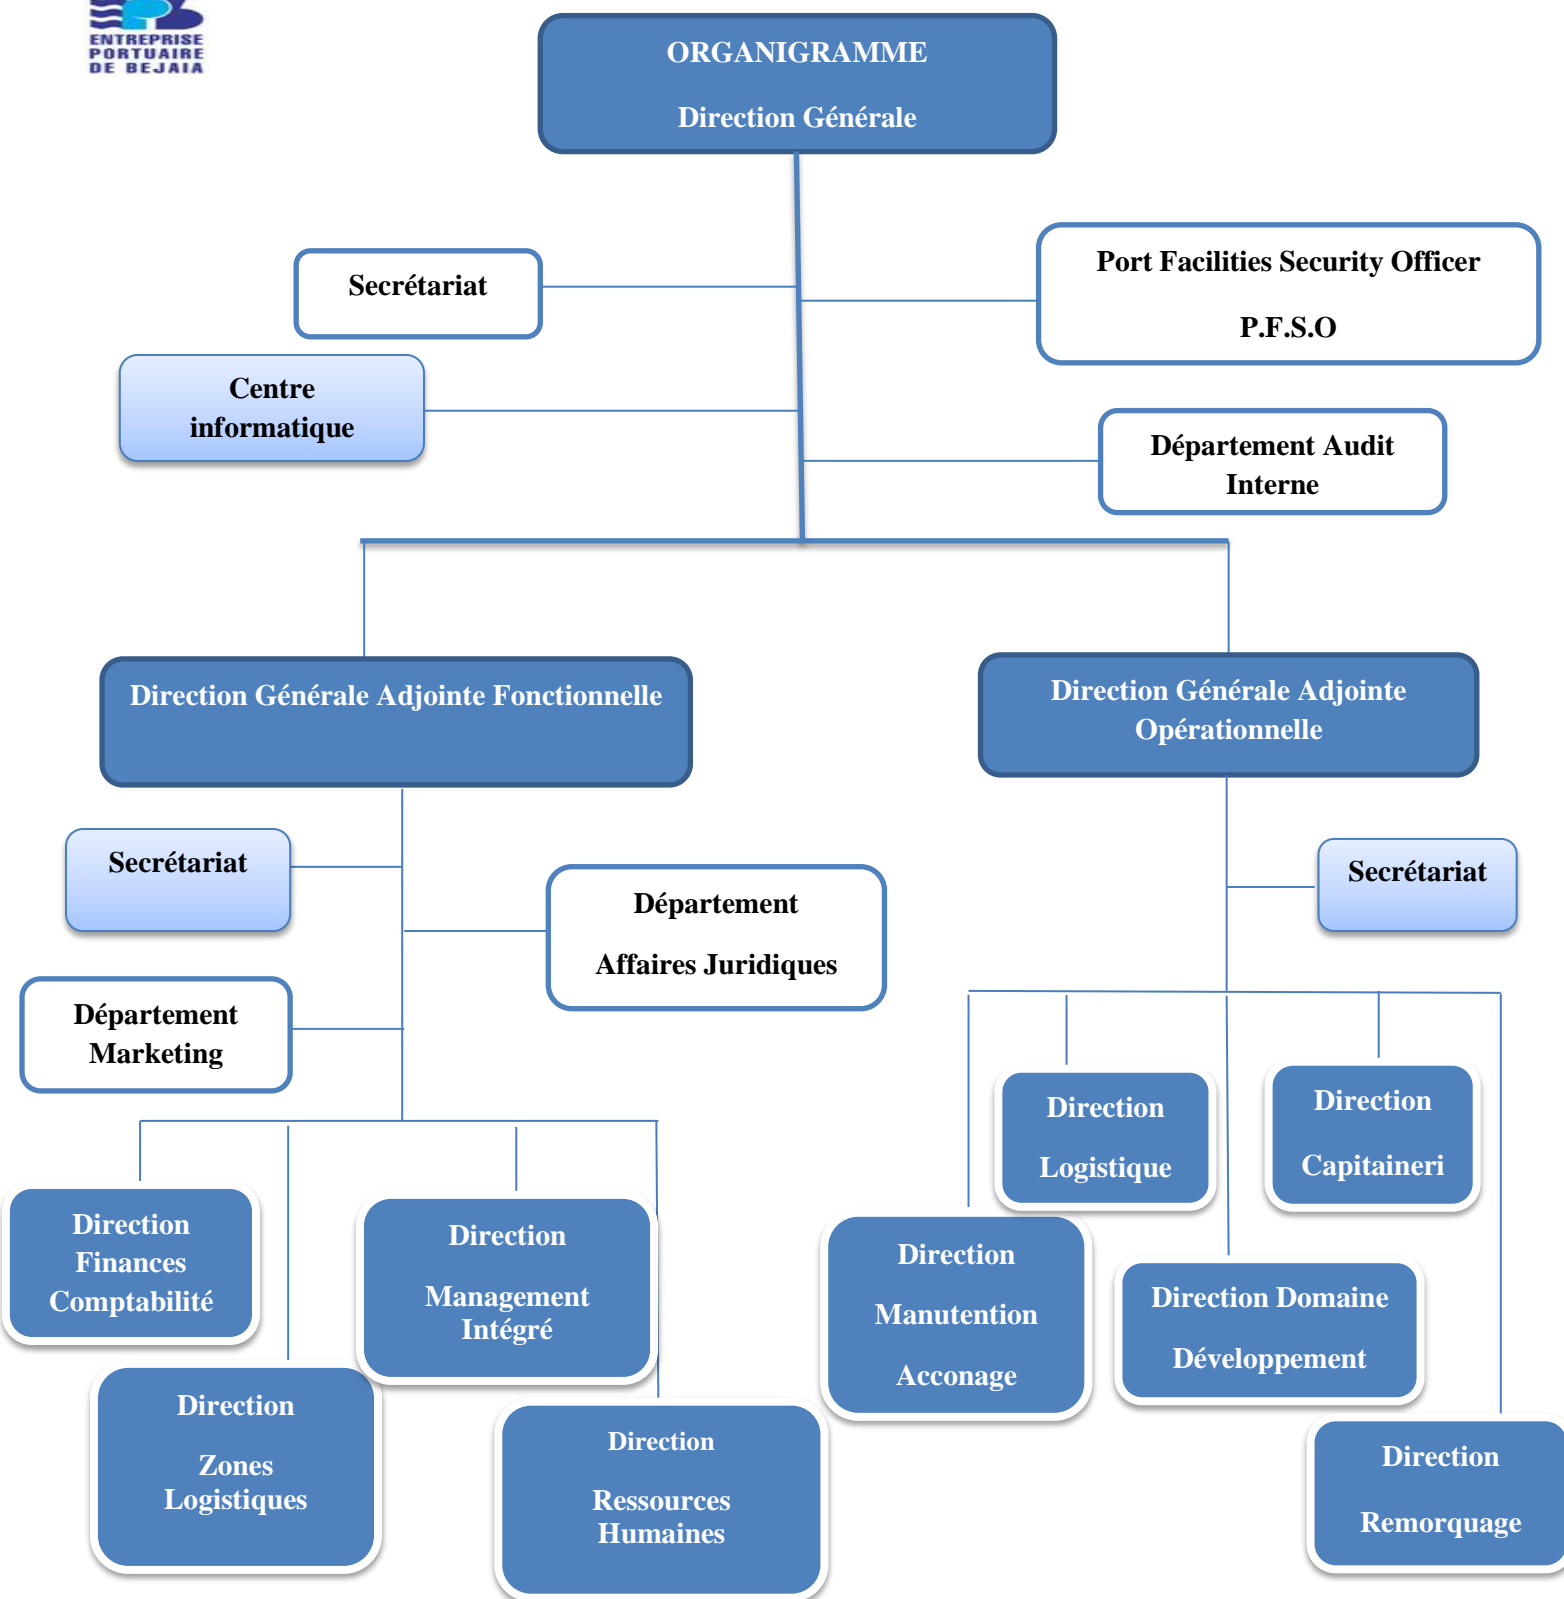 ENTREPRISE
PORTUAIRE
DE BEJAIA
ORGANIGRAMME
Direction Générale
Secrétariat
Port Facilities Security Officer
P.F.S.O
Centre
informatique
Département Audit
Interne
Direction Générale Adjointe Fonctionnelle
Direction Générale Adjointe
Opérationnelle
Secrétariat
Département
Affaires Juridiques
Secrétariat
Département
Marketing
Direction
Finances
Comptabilité
Direction
Zones
Logistiques
Direction
Management
Intégré
Direction
Ressources
Humaines
Direction
Manutention
Acconage
Direction
Logistique
Direction Domaine
Développement
Direction
Capitaineri
Direction
Remorquage